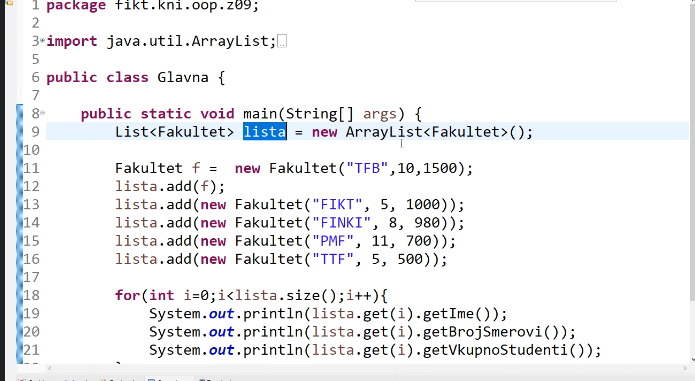 1 package fikt.kni.oop.z09;
2
3 import java.util.ArrayList;
5
6 public class Glavna {
7
8 public static void main(String[] args) {
9 List<Fakultet> lista = new ArrayList<Fakultet>();
10
11 Fakultet f = new Fakultet("TFB",10,1500);
12 lista.add(f);
13 lista.add(new Fakultet("FIKT", 5, 1000));
14 lista.add(new Fakultet("FINKI", 8, 980));
15 lista.add(new Fakultet("PMF", 11, 700));
16 lista.add(new Fakultet("TTF", 5, 500));
17
18 for(int i=0;i<lista.size();i++){
19 System.out.println(lista.get(i).getIme());
20 System.out.println(lista.get(i).getBrojSmerovi());
21 System.out.println(lista.get(i).getVkupnoStudenti());